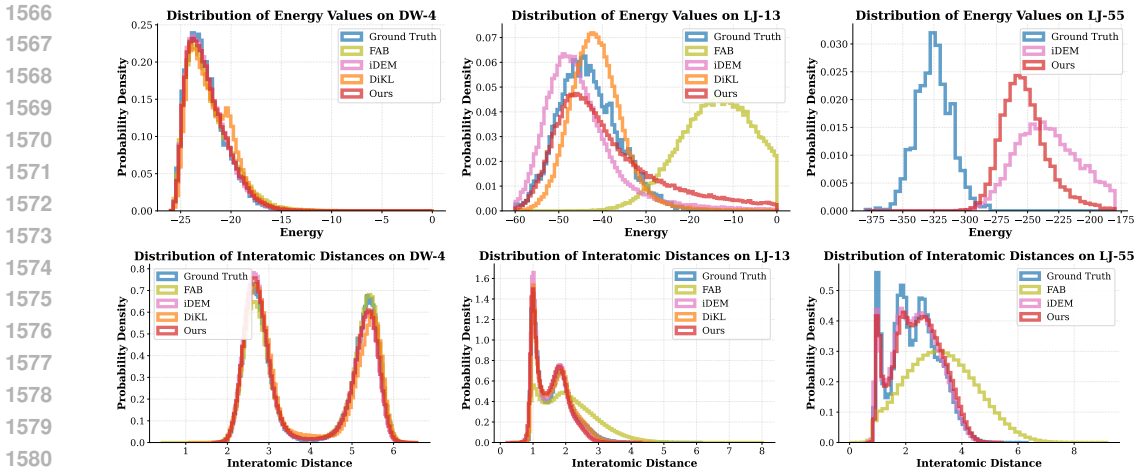 1566
1567
1568
1569
1570
1571
1572
1573
1574
1575
1576
1577
1578
1579
1580
Distribution of Energy Values on DW-4
Probability Density
0.25
0.20
0.15
0.10
0.05
0.00
Ground Truth
FAB
iDEM
DiKL
Ours
−25 −20 −15 −10 −5 0
Energy
Distribution of Energy Values on LJ-13
Probability Density
0.07
0.06
0.05
0.04
0.03
0.02
0.01
0.00
Ground Truth
FAB
iDEM
DiKL
Ours
−60 −50 −40 −30 −20 −10 0
Energy
Distribution of Energy Values on LJ-55
Probability Density
0.030
0.025
0.020
0.015
0.010
0.005
0.000
Ground Truth
iDEM
Ours
−375 −350 −325 −300 −275 −250 −225 −200 −175
Energy
Distribution of Interatomic Distances on DW-4
Probability Density
0.8
0.7
0.6
0.5
0.4
0.3
0.2
0.1
0.0
Ground Truth
FAB
iDEM
DiKL
Ours
1 2 3 4 5 6
Interatomic Distance
Distribution of Interatomic Distances on LJ-13
Probability Density
1.6
1.4
1.2
1.0
0.8
0.6
0.4
0.2
0.0
Ground Truth
FAB
iDEM
DiKL
Ours
0 1 2 3 4 5 6 7 8
Interatomic Distance
Distribution of Interatomic Distances on LJ-55
Probability Density
0.5
0.4
0.3
0.2
0.1
0.0
Ground Truth
FAB
iDEM
Ours
0 2 4 6 8
Interatomic Distance